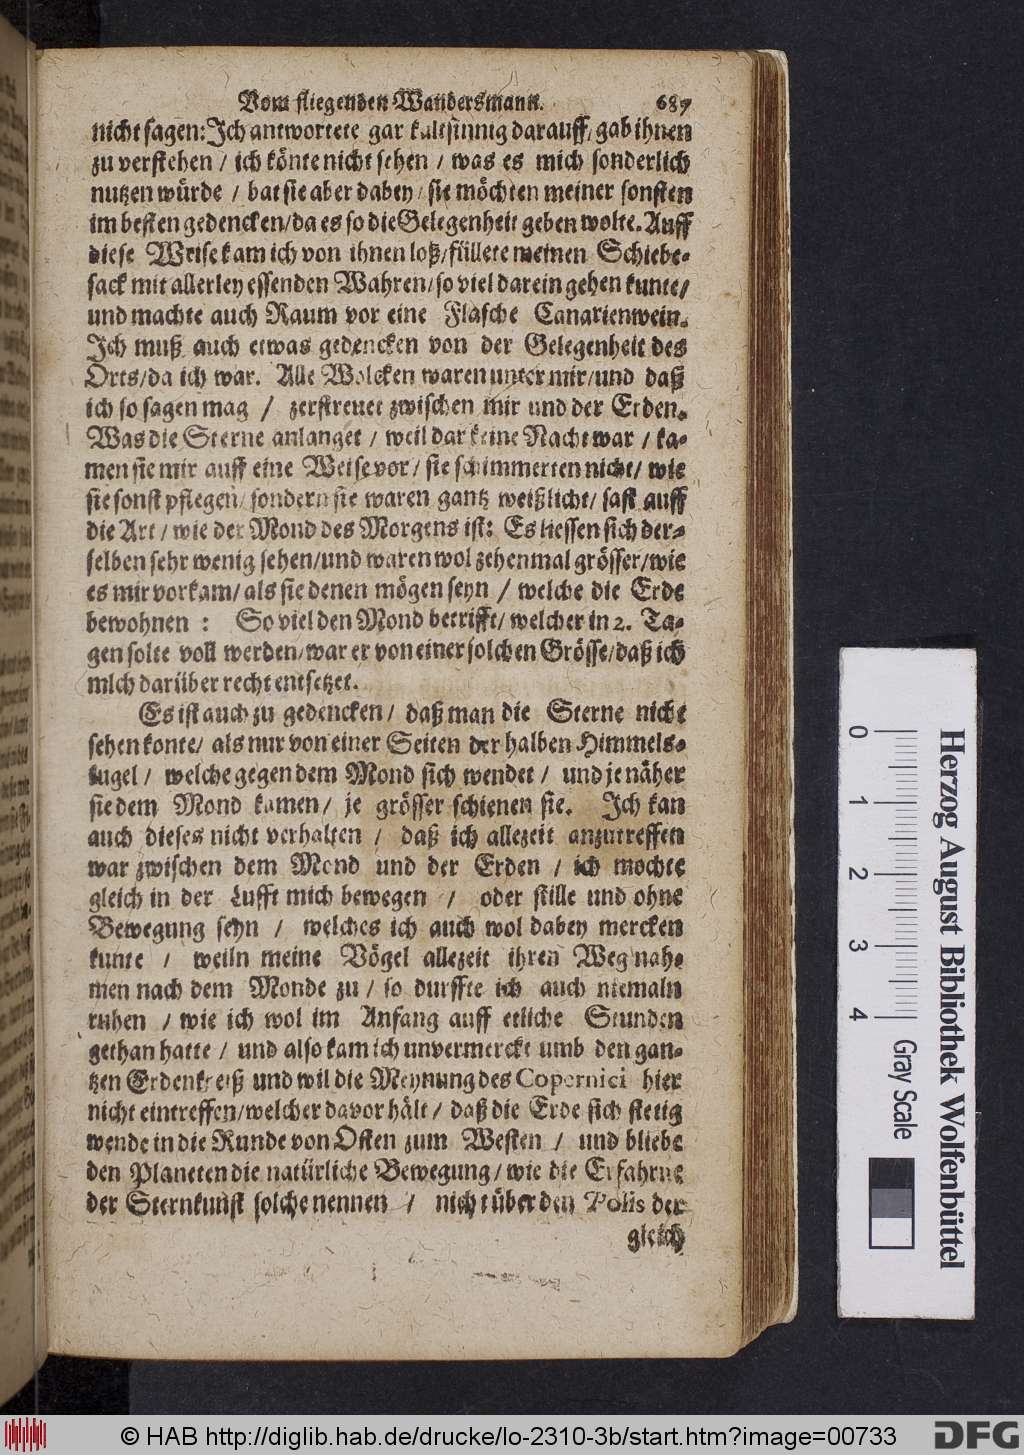 Vom fliegenden Wandersmann. 689
nicht sagen: Ich antwortete gar kaltsinnig darauff/ gab ihnen
zu verstehen / ich könte nicht sehen / was es mich sonderlich
nutzen würde / bat sie aber dabey / sie möchten meiner sonsten
im besten gedencken/ da es so die Gelegenheit geben wolte. Auff
diese Weise kam ich von ihnen loß/ füllete meinen Schiebe-
sack mit allerley essenden Wahren/ so viel darein gehen kunte/
und machte auch Raum vor eine Flasche Canarienwein.
Ich muß auch etwas gedencken von der Gelegenheit des
Orts/ da ich war. Alle Wolcken waren unter mir/ und daß
ich so sagen mag / zerstreuet zwischen mir und der Erden.
Was die Sterne anlanget / weil dar keine Nacht war / ka-
men sie mir auff eine Weise vor / sie schimmerten nicht/ wie
sie sonst pflegen/ sondern sie waren gantz weißlicht/ fast auff
die Art / wie der Mond des Morgens ist: Es liessen sich der-
selben sehr wenig sehen/ und waren wol zehenmal grösser/ wie
es mir vorkam/ als sie denen mögen seyn / welche die Erde
bewohnen : So viel den Mond betrifft/ welcher in 2. Ta-
gen solte voll werden/ war er von einer solchen Grösse/ daß ich
mich darüber recht entsetzet.
Es ist auch zu gedencken / daß man die Sterne nicht
sehen konte/ als nur von einer Seiten der halben Himmels-
kugel / welche gegen dem Mond sich wendet / und je näher
sie dem Mond kamen/ je grösser schienen sie. Ich kan
auch dieses nicht verhalten / daß ich allezeit anzutreffen
war zwischen dem Mond und der Erden / ich mochte
gleich in der Lufft mich bewegen / oder stille und ohne
Bewegung seyn / welches ich auch wol dabey mercken
kunte / weiln meine Vögel allezeit ihren Weg nah-
men nach dem Monde zu / so durffte ich auch niemaln
ruhen / wie ich wol im Anfang auff etliche Stunden
gethan hatte / und also kam ich unvermerckt umb den gan-
tzen Erdenkreiß und wil die Meynung des Copernici hier
nicht eintreffen/ welcher davor hält / daß die Erde sich stetig
wende in die Runde von Osten zum Westen / und bliebe
den Planeten die natürliche Bewegung / wie die Erfahrne
der Sternkunst solche nennen / nicht über den Polis der
gleich
0 1 2 3 4
Gray Scale
Herzog August Bibliothek Wolfenbüttel
© HAB http://diglib.hab.de/drucke/lo-2310-3b/start.htm?image=00733
DFG